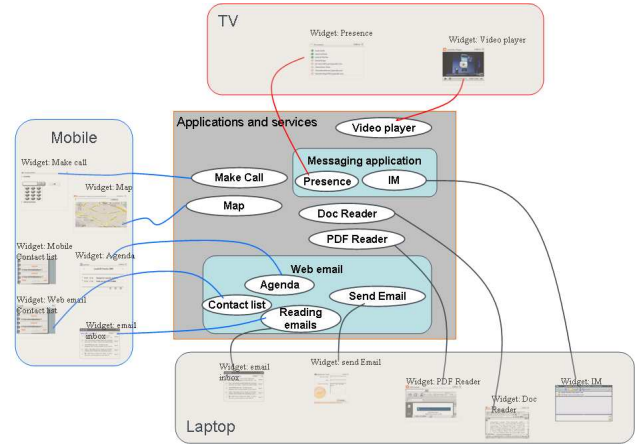 TV
Widget: Presence
Widget: Video player
Applications and services
Video player
Mobile
Messaging application
Widget: Make call
Make Call
Presence
IM
Widget: Map
Map
Doc Reader
PDF Reader
Widget: Mobile
Contact list
Widget: Agenda
Web email
Agenda
Send Email
Widget: Web email
Contact list
Contact list
Reading
emails
Widget: email
inbox
Widget: email
inbox
Widget: send Email
Widget: PDF Reader
Widget: IM
Widget: Doc
Reader
Laptop